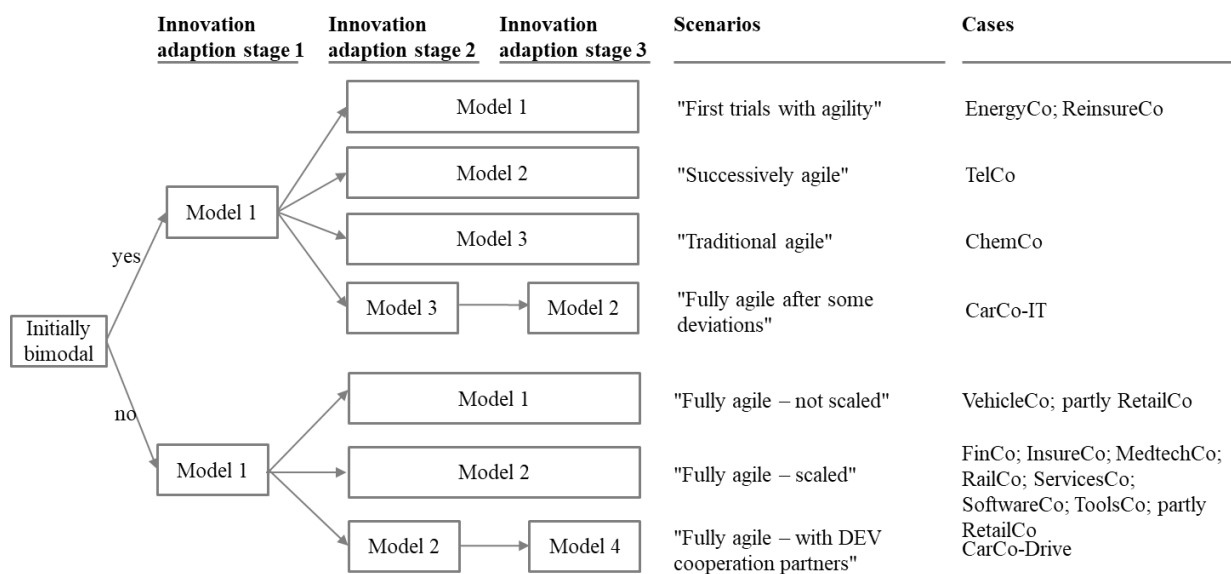 Innovation
adaption stage 1
Innovation
adaption stage 2
Innovation
adaption stage 3
Scenarios
Cases
Model 1
"First trials with agility"
EnergyCo; ReinsureCo
Model 2
"Successively agile"
TelCo
Model 1
Model 3
"Traditional agile"
ChemCo
yes
Model 3
Model 2
"Fully agile after some
deviations"
CarCo-IT
Initially
bimodal
no
Model 1
"Fully agile – not scaled"
VehicleCo; partly RetailCo
Model 1
Model 2
"Fully agile – scaled"
FinCo; InsureCo; MedtechCo;
RailCo; ServicesCo;
SoftwareCo; ToolsCo; partly
RetailCo
Model 2
Model 4
"Fully agile – with DEV
cooperation partners"
CarCo-Drive